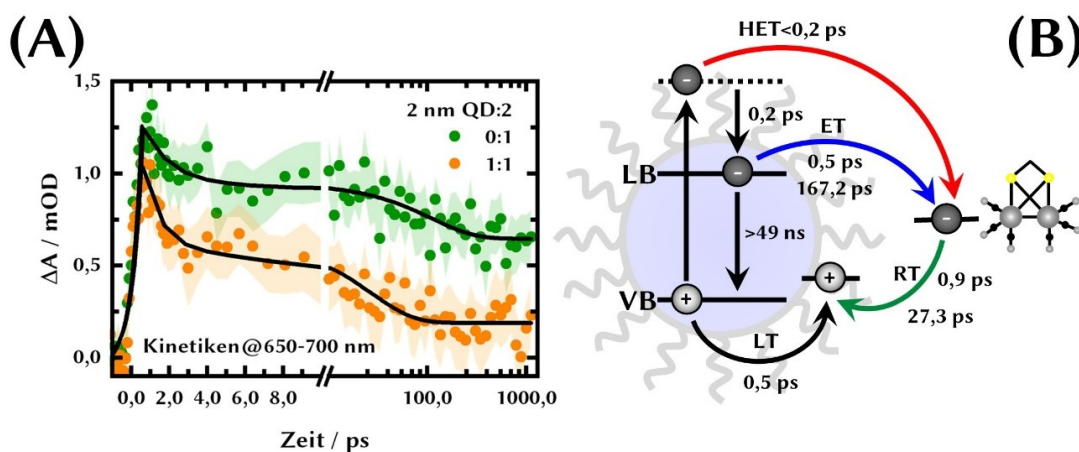 (A)
1,5
1,0
0,5
0,0
ΔA / mOD
2 nm QD:2
0:1
1:1
Kinetiken@650-700 nm
0,0 2,0 4,0 6,0 8,0 100,0 1000,0
Zeit / ps
(B)
HET<0,2 ps
0,2 ps
ET
0,5 ps
167,2 ps
LB
>49 ns
VB
LT
0,5 ps
RT
0,9 ps
27,3 ps
-
-
-
+
+